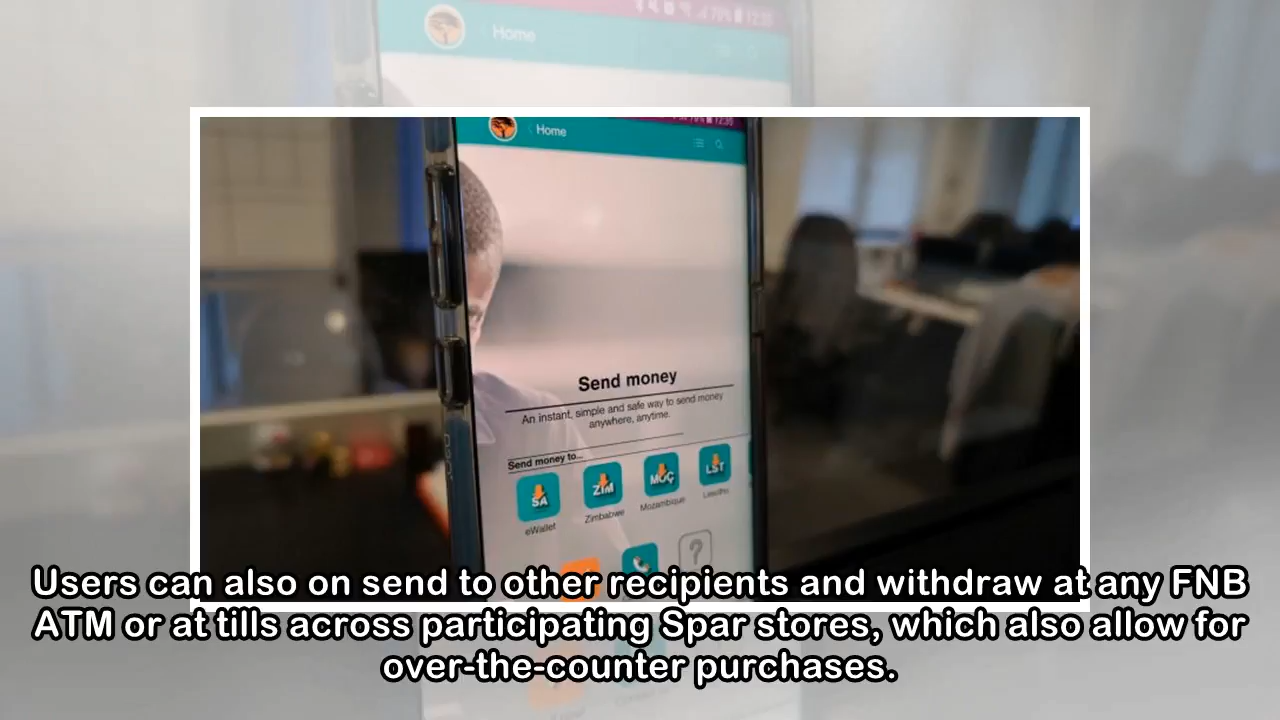 Home
Home
Send money
An instant, simple and safe way to send money
anywhere, anytime.
Send money to...
SA
ZIM
MOÇ
LST
eWallet
Zimbabwe
Mozambique
Lesotho
?
Users can also on send to other recipients and withdraw at any FNB
ATM or at tills across participating Spar stores, which also allow for
over-the-counter purchases.